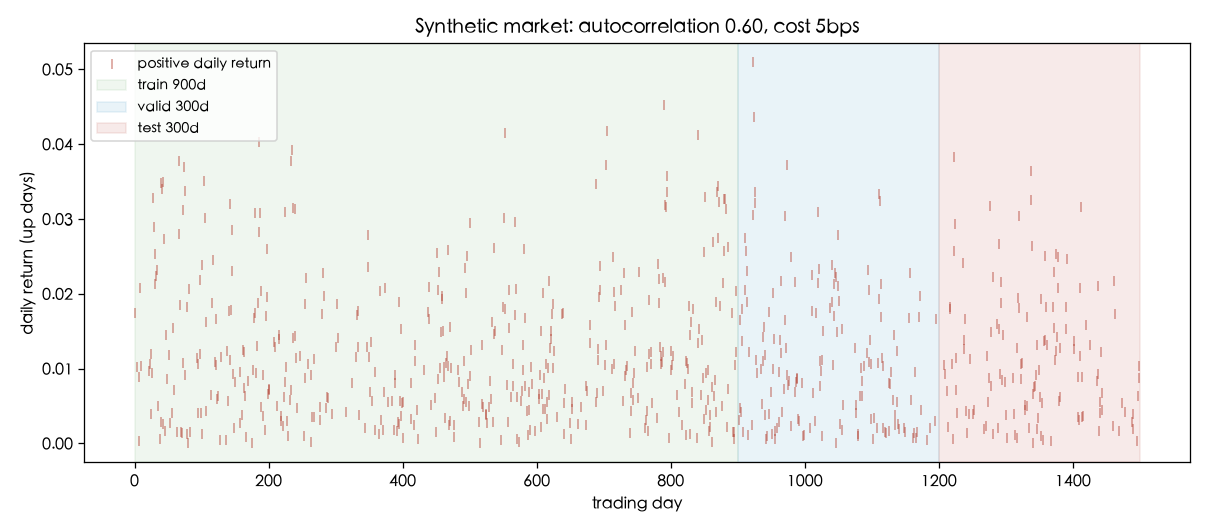 Synthetic market: autocorrelation 0.60, cost 5bps
positive daily return
train 900d
valid 300d
test 300d
daily return (up days)
0.05
0.04
0.03
0.02
0.01
0.00
0 200 400 600 800 1000 1200 1400
trading day